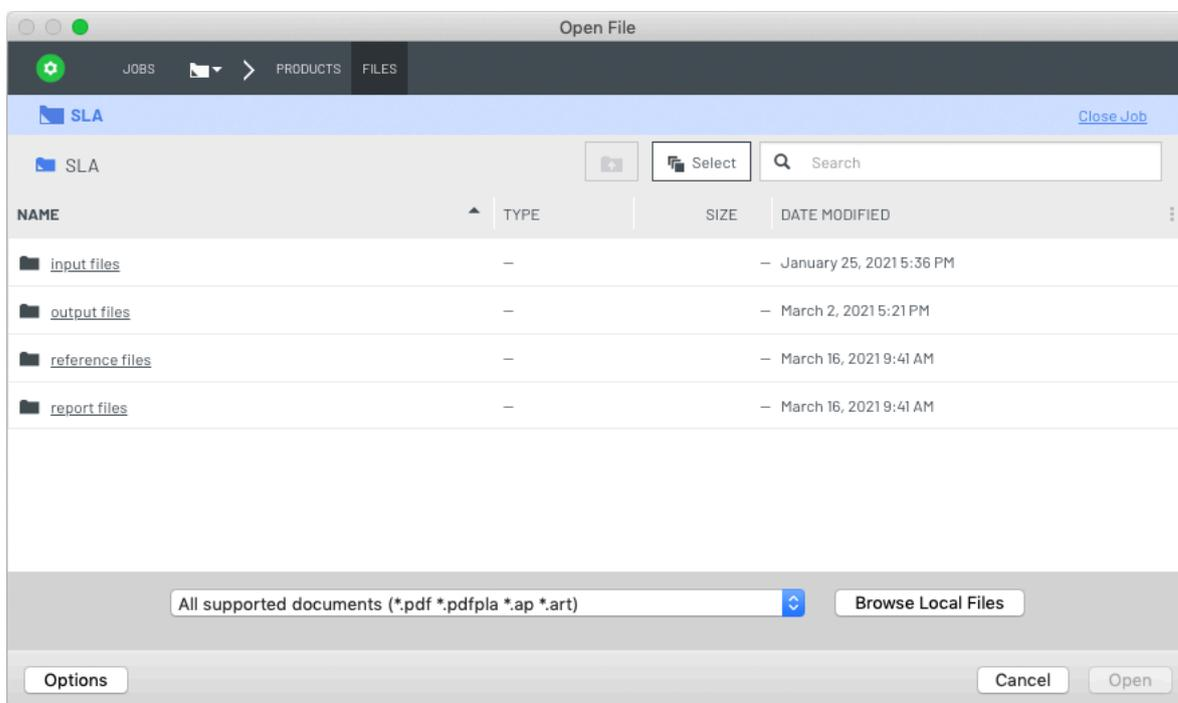 Open File
JOBS PRODUCTS FILES
SLA Close Job
SLA Select Search
NAME TYPE SIZE DATE MODIFIED
input files — — January 25, 2021 5:36 PM
output files — — March 2, 2021 5:21 PM
reference files — — March 16, 2021 9:41 AM
report files — — March 16, 2021 9:41 AM
All supported documents (*.pdf *.pdfpla *.ap *.art) Browse Local Files
Options Cancel Open